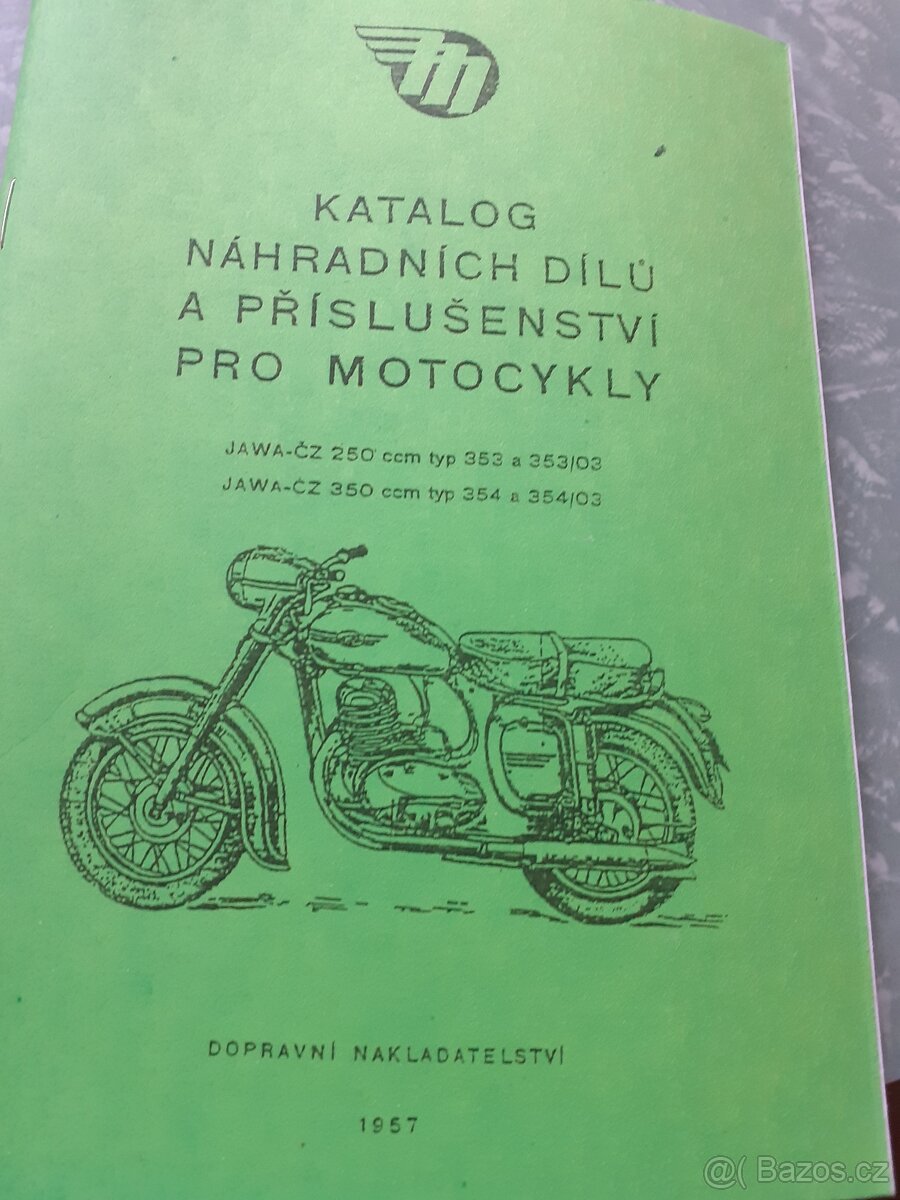 KATALOG
NÁHRADNÍCH DÍLŮ
A PŘÍSLUŠENSTVÍ
PRO MOTOCYKLY
JAWA-ČZ 250 ccm typ 353 a 353/03
JAWA-ČZ 350 ccm typ 354 a 354/03
DOPRAVNÍ NAKLADATELSTVÍ
1957
@( Bazos.cz